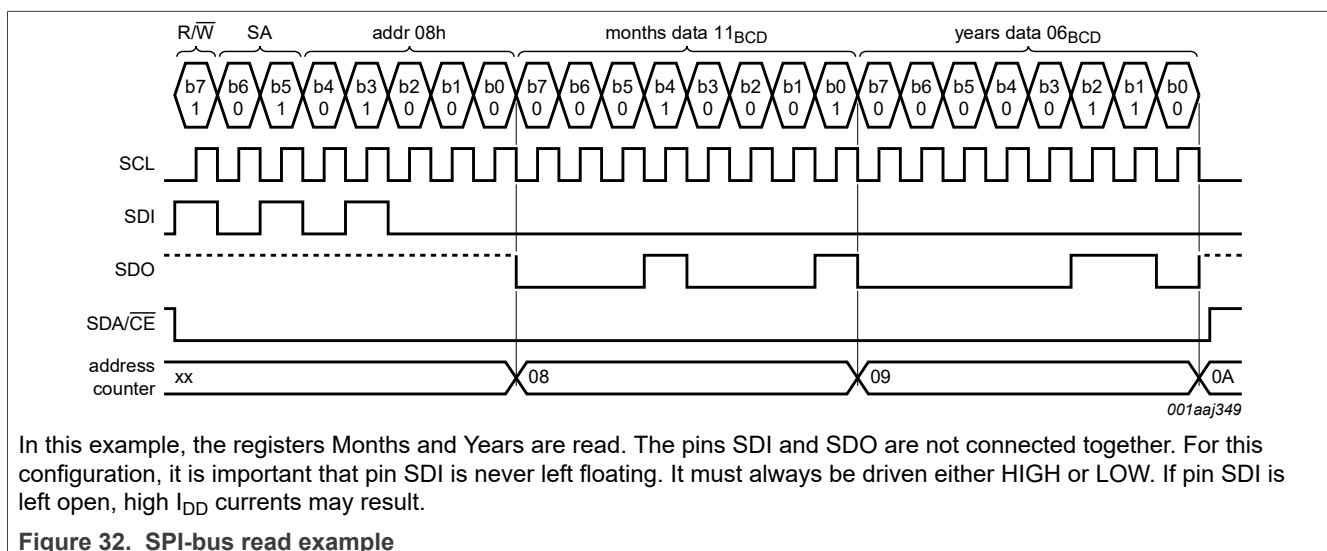 R/W SA addr 08h months data 11BCD years data 06BCD
b7 b6 b5 b4 b3 b2 b1 b0 b7 b6 b5 b4 b3 b2 b1 b0 b7 b6 b5 b4 b3 b2 b1 b0
1 0 1 0 1 0 0 0 0 0 0 1 0 0 0 1 0 0 0 0 0 1 1 0
SCL
SDI
SDO
SDA/CE
address
counter
xx 08 09 0A
001aaj349
In this example, the registers Months and Years are read. The pins SDI and SDO are not connected together. For this
configuration, it is important that pin SDI is never left floating. It must always be driven either HIGH or LOW. If pin SDI is
left open, high IDD currents may result.
Figure 32. SPI-bus read example